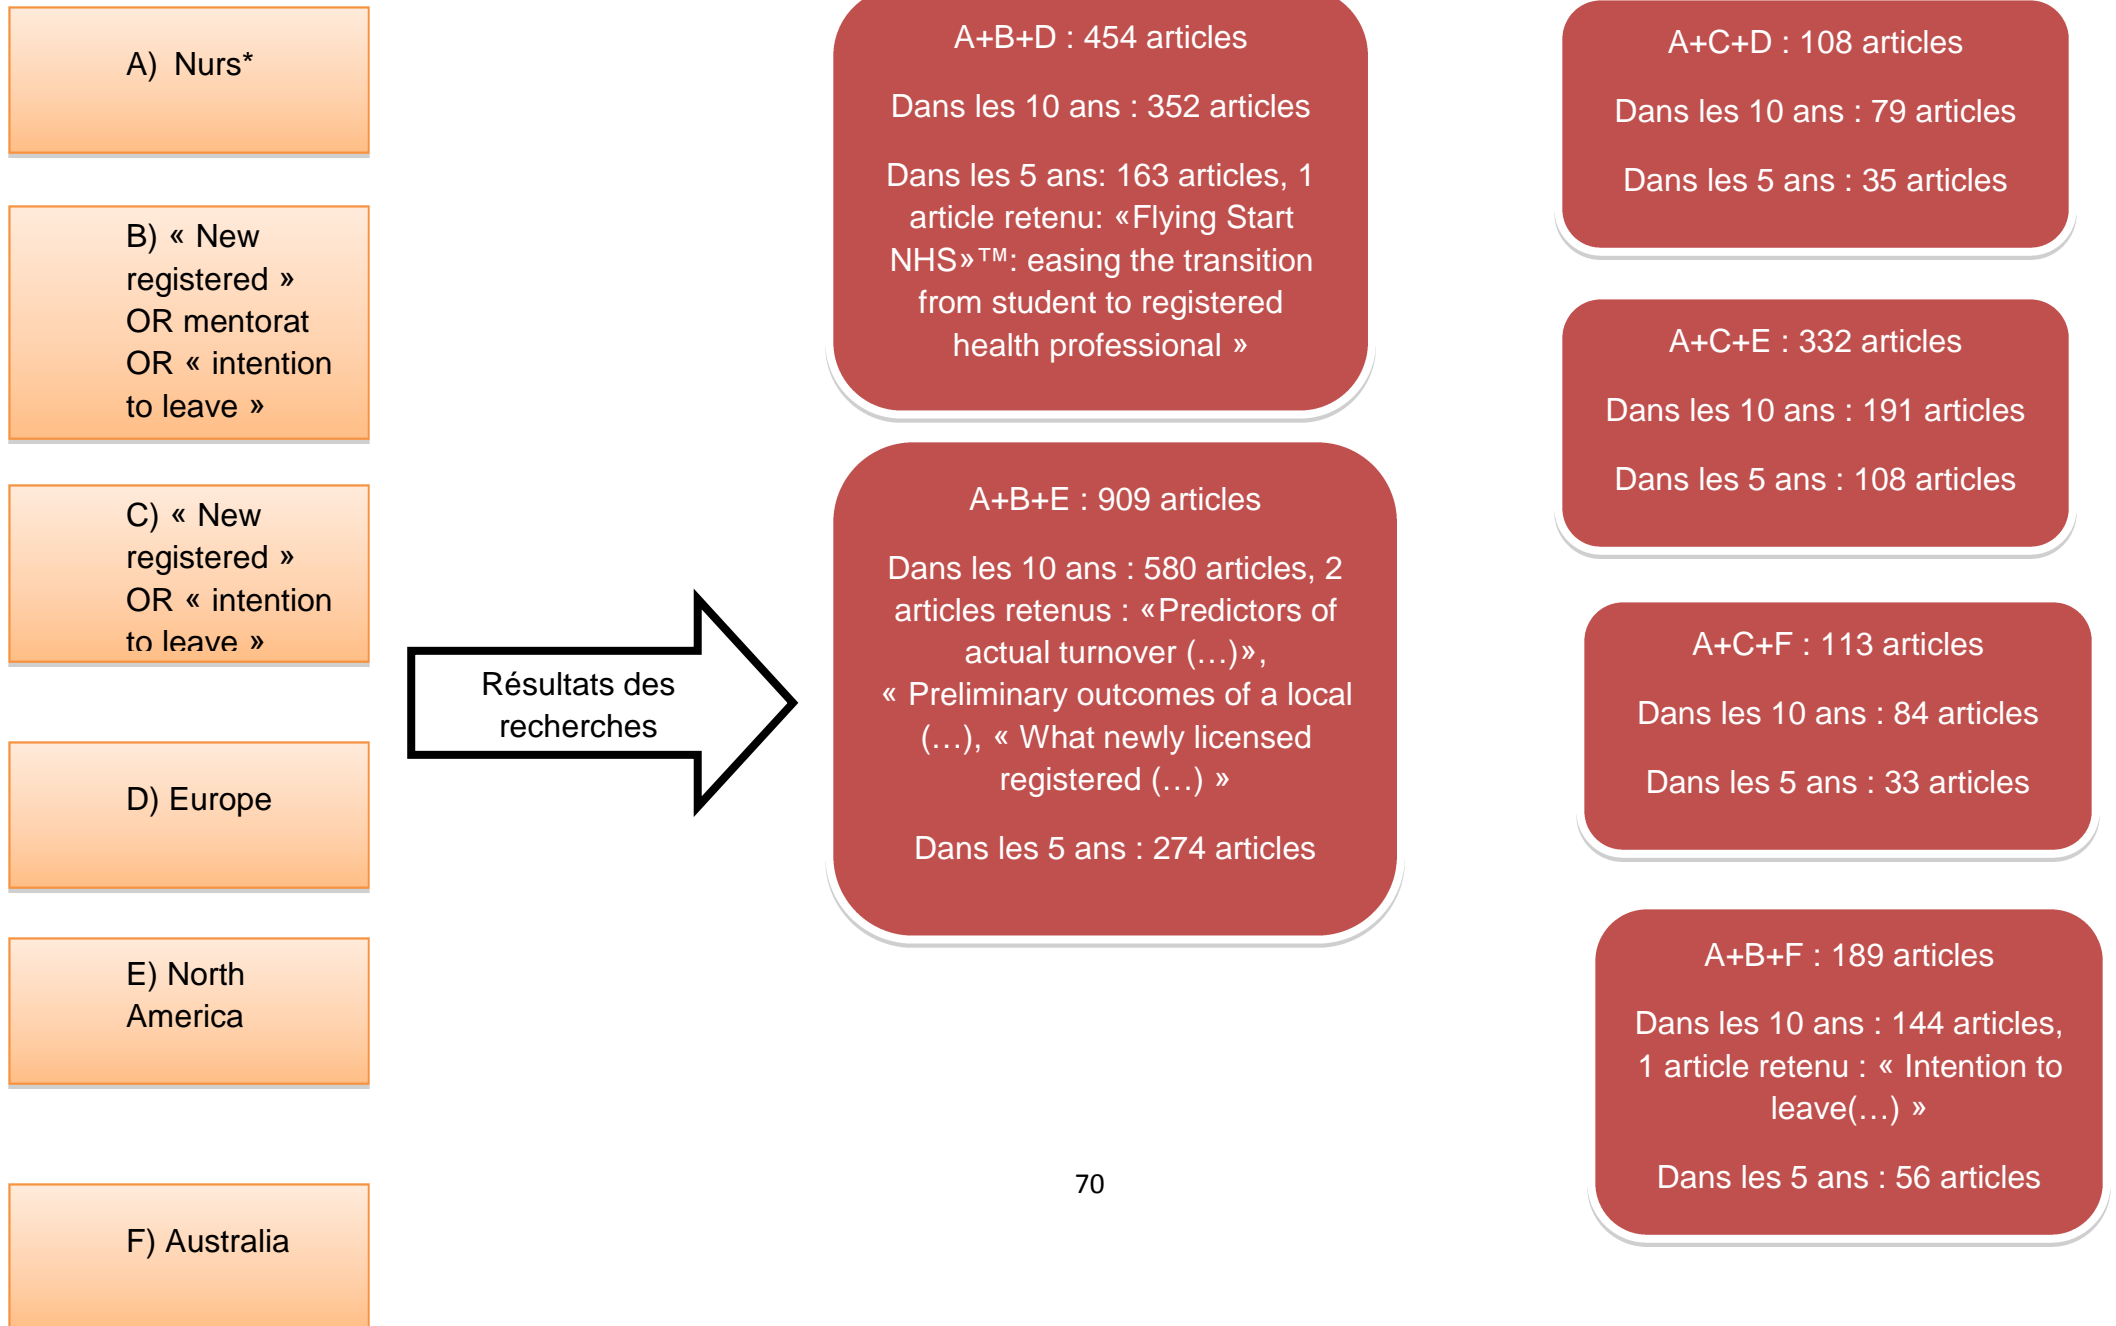 A) Nurs*
B) « New
registered »
OR mentorat
OR « intention
to leave »
C) « New
registered »
OR « intention
to leave »
D) Europe
E) North
America
F) Australia
Résultats des
recherches
A+B+D : 454 articles
Dans les 10 ans : 352 articles
Dans les 5 ans: 163 articles, 1
article retenu: «Flying Start
NHS»™: easing the transition
from student to registered
health professional »
A+B+E : 909 articles
Dans les 10 ans : 580 articles, 2
articles retenus : «Predictors of
actual turnover (…)»,
« Preliminary outcomes of a local
(…), « What newly licensed
registered (…) »
Dans les 5 ans : 274 articles
A+C+D : 108 articles
Dans les 10 ans : 79 articles
Dans les 5 ans : 35 articles
A+C+E : 332 articles
Dans les 10 ans : 191 articles
Dans les 5 ans : 108 articles
A+C+F : 113 articles
Dans les 10 ans : 84 articles
Dans les 5 ans : 33 articles
A+B+F : 189 articles
Dans les 10 ans : 144 articles,
1 article retenu : « Intention to
leave(…) »
Dans les 5 ans : 56 articles
70